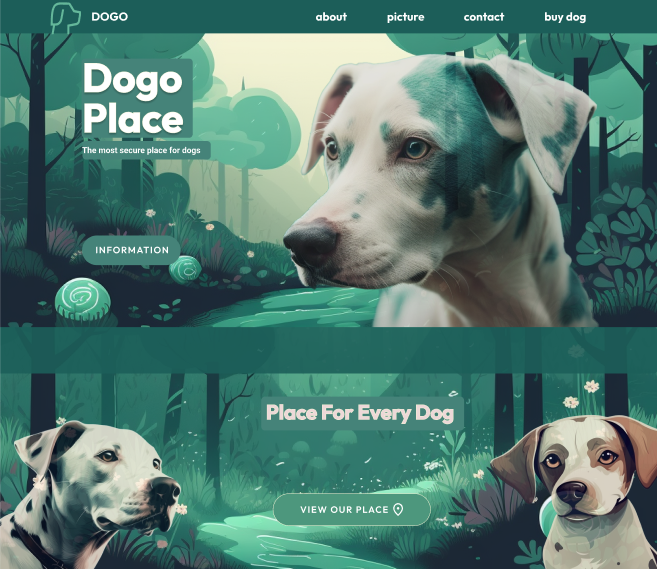 DOGO
about
picture
contact
buy dog
Dogo
Place
The most secure place for dogs
INFORMATION
Place For Every Dog
VIEW OUR PLACE